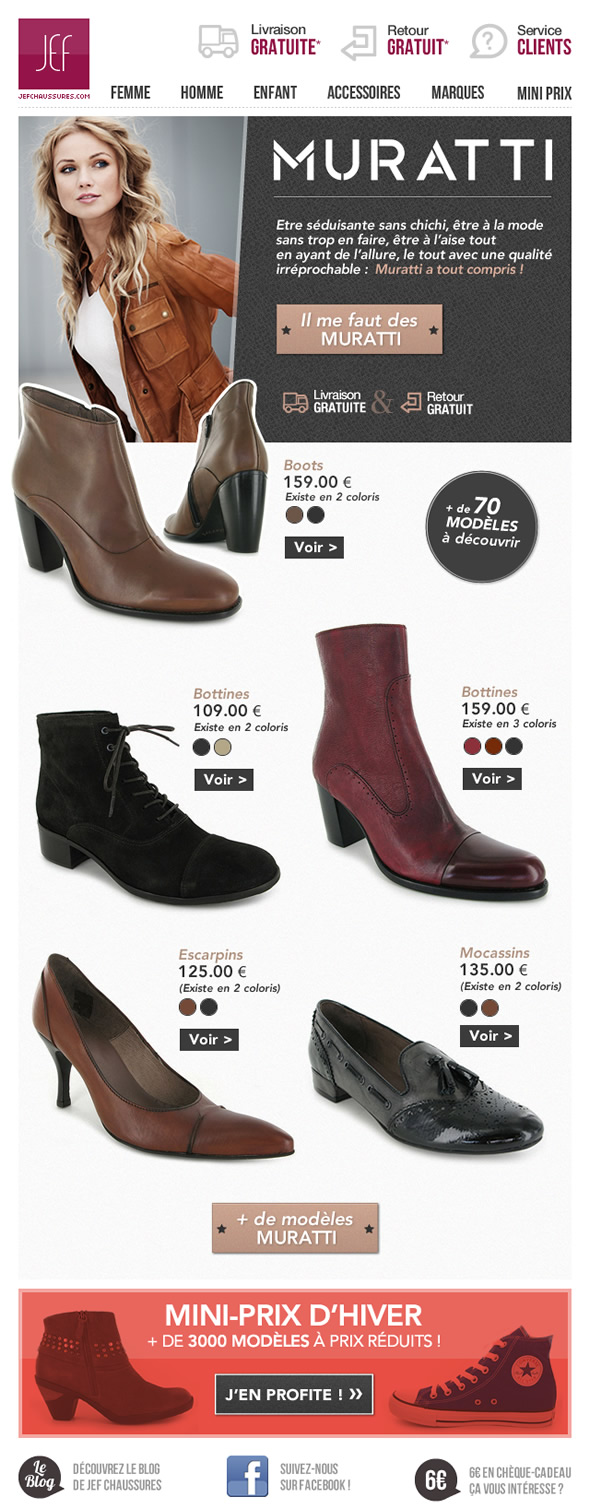 JEF
JEFCHAUSSURES.COM
Livraison
GRATUITE*
Retour
GRATUIT*
Service
CLIENTS
FEMME HOMME ENFANT ACCESSOIRES MARQUES MINI PRIX
MURATTI
Etre séduisante sans chichi, être à la mode
sans trop en faire, être à l'aise tout
en ayant de l'allure, le tout avec une qualité
irréprochable : Muratti a tout compris !
Il me faut des
MURATTI
Livraison
GRATUITE
&
Retour
GRATUIT
Boots
159.00 €
Existe en 2 coloris
Voir >
+ de 70
MODÈLES
à découvrir
Bottines
109.00 €
Existe en 2 coloris
Voir >
Bottines
159.00 €
Existe en 3 coloris
Voir >
Escarpins
125.00 €
(Existe en 2 coloris)
Voir >
Mocassins
135.00 €
(Existe en 2 coloris)
Voir >
+ de modèles
MURATTI
MINI-PRIX D'HIVER
+ DE 3000 MODÈLES À PRIX RÉDUITS !
J'EN PROFITE ! »
Le
Blog
DÉCOUVREZ LE BLOG
DE JEF CHAUSSURES
f
SUIVEZ-NOUS
SUR FACEBOOK !
6€
6€ EN CHÈQUE-CADEAU
ÇA VOUS INTÉRESSE ?